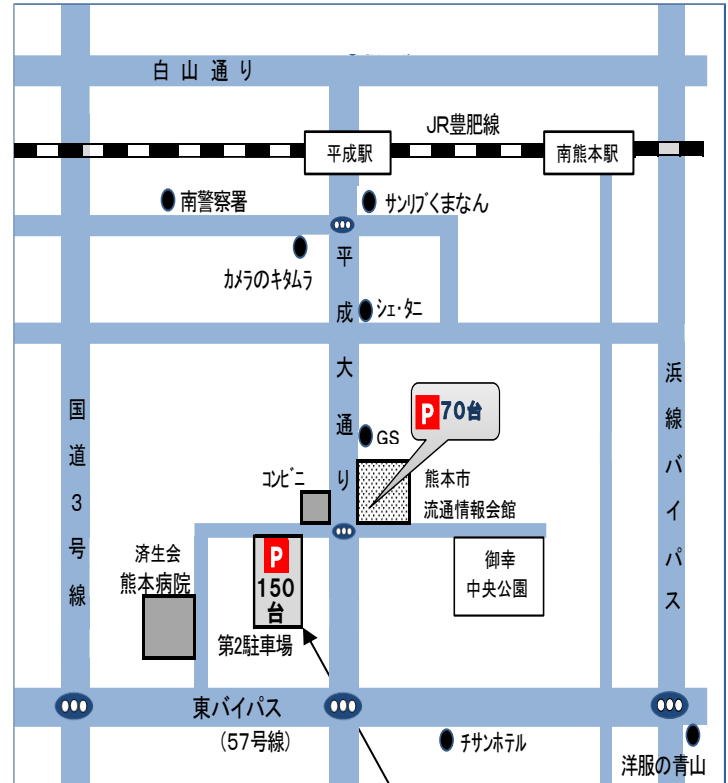 白山通り
JR豊肥線
平成駅
南熊本駅
南警察署
サンリブくまなん
カメラのキタムラ
平成大通り
シェ・タニ
国道3号線
浜線バイパス
P70台
GS
コンビニ
熊本市
流通情報会館
済生会
熊本病院
P
150
台
第2駐車場
御幸
中央公園
東バイパス
(57号線)
チサンホテル
洋服の青山